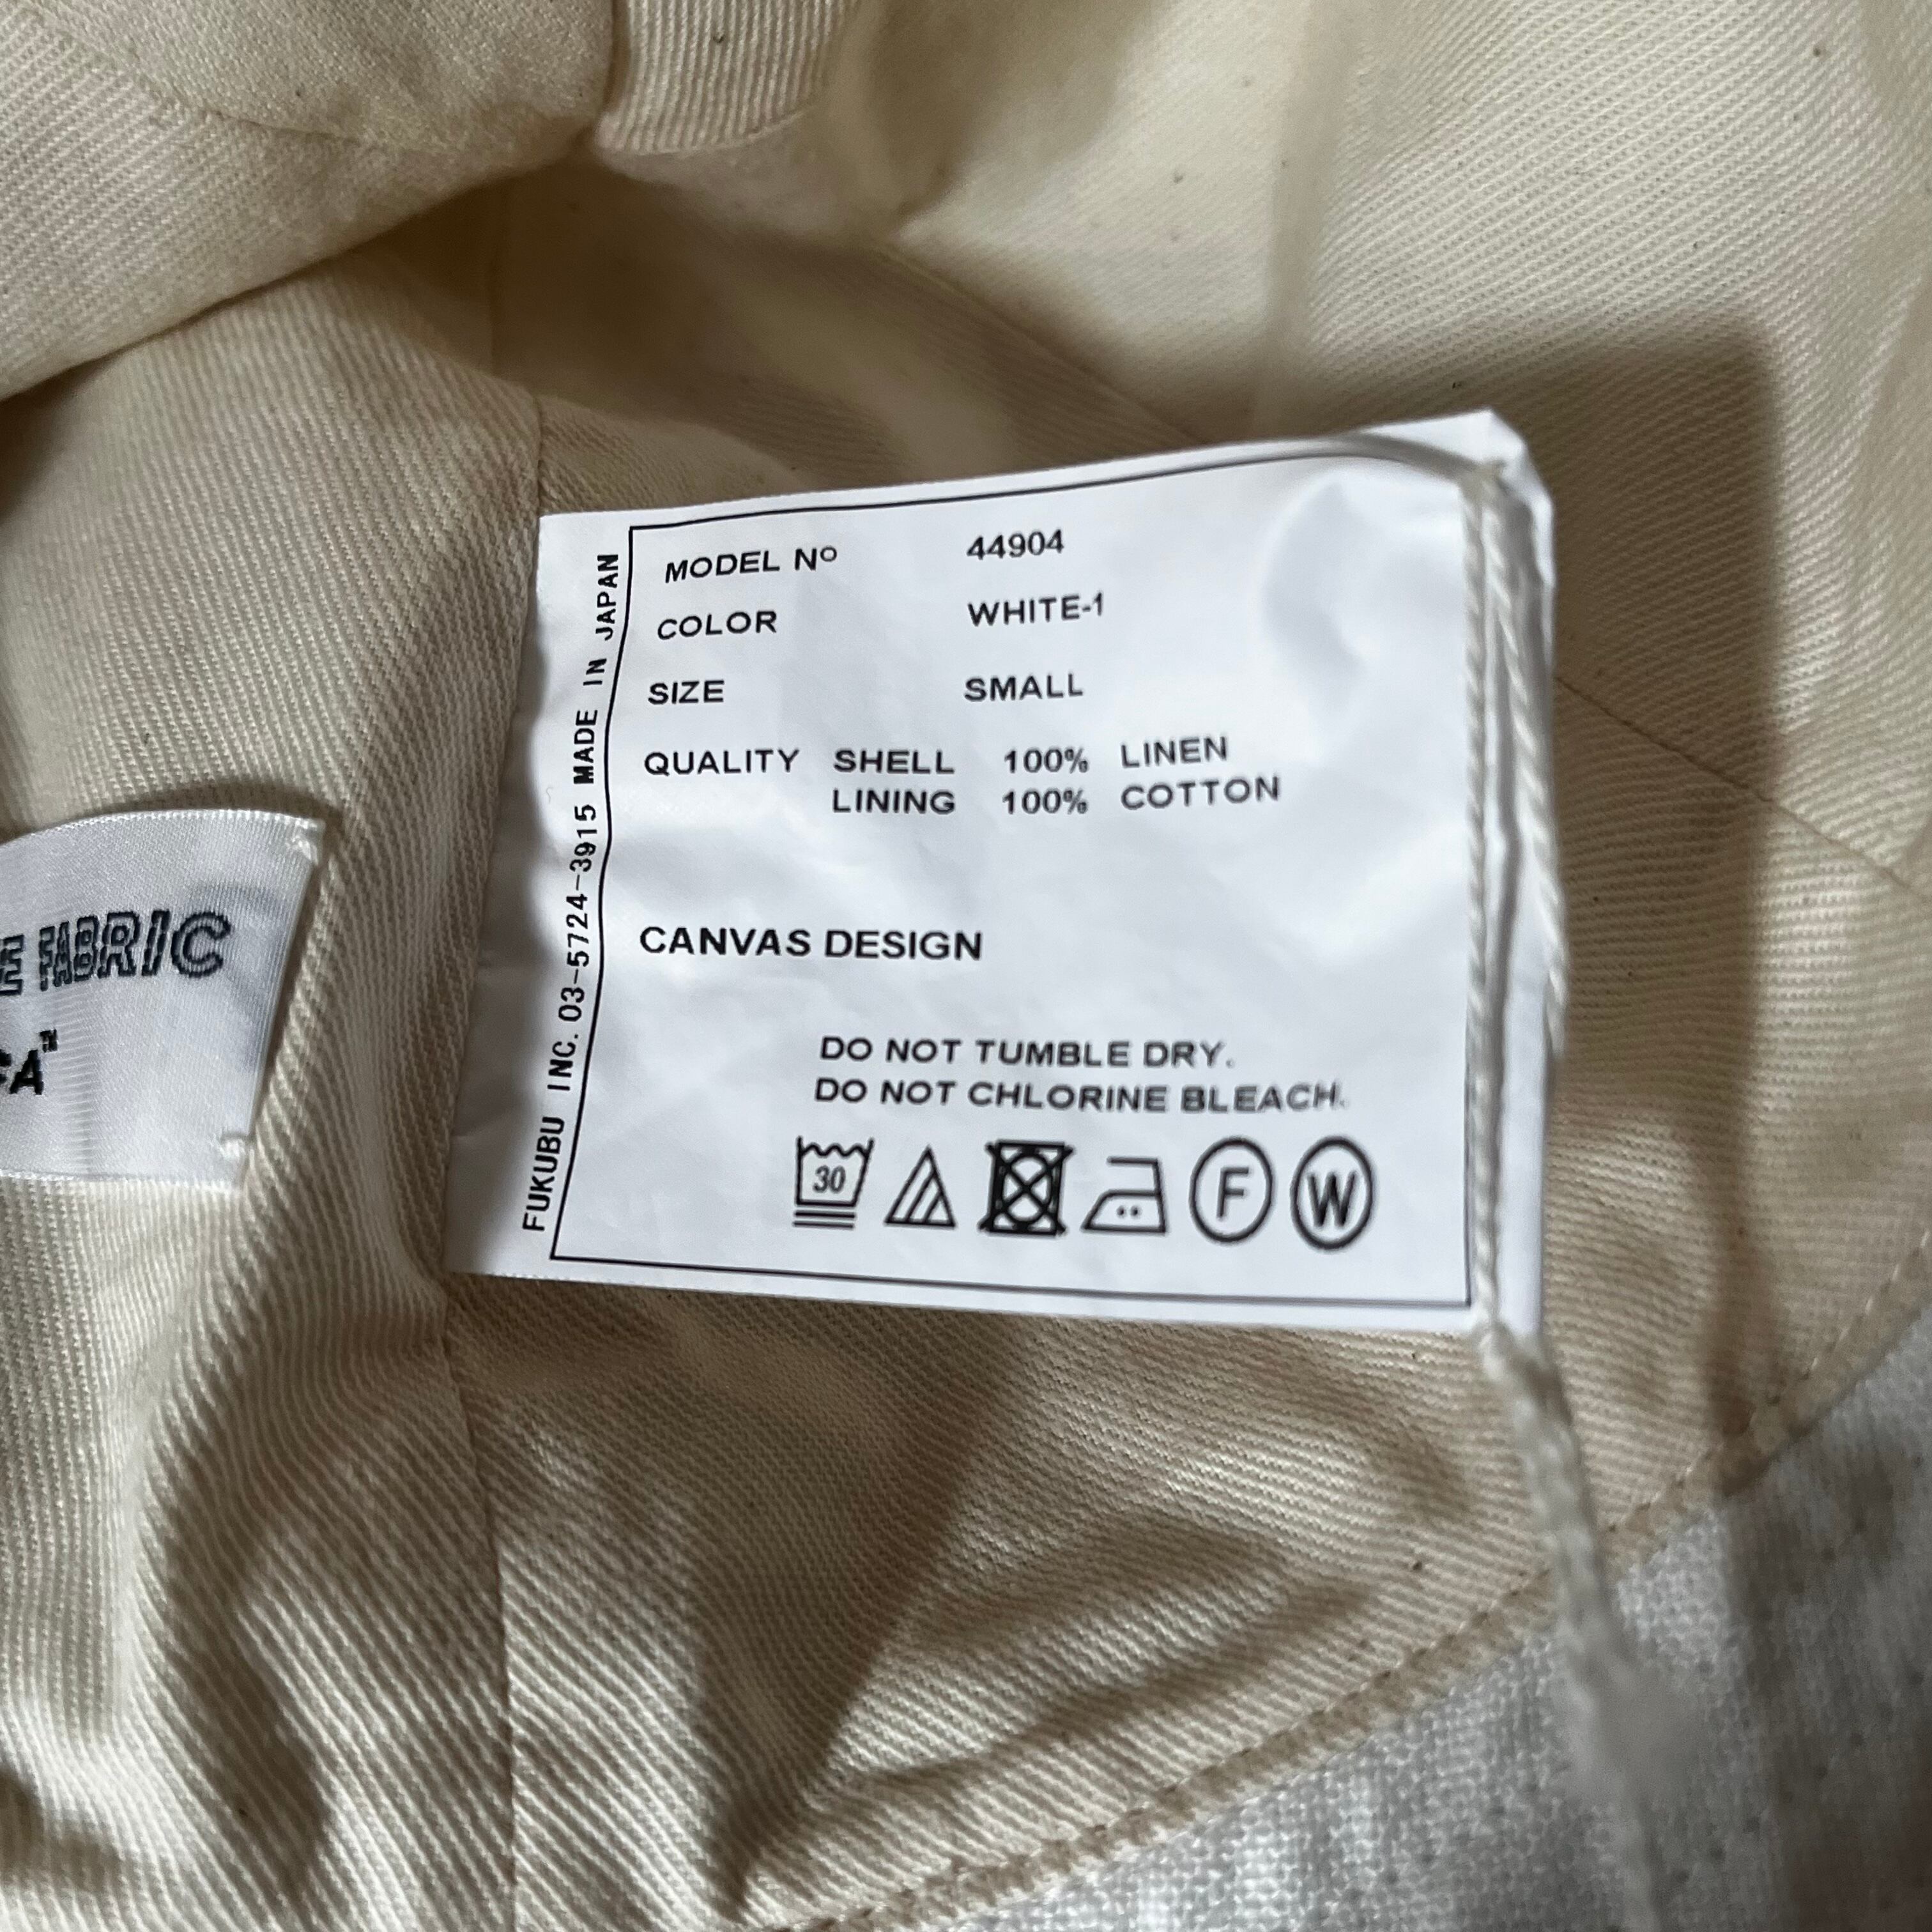 MODEL Nº 44904
COLOR WHITE-1
SIZE SMALL
QUALITY SHELL 100% LINEN
LINING 100% COTTON
CANVAS DESIGN
DO NOT TUMBLE DRY.
DO NOT CHLORINE BLEACH.
30 F W
FUKUBU INC. 03-5724-3915 MADE IN JAPAN
FABRIC